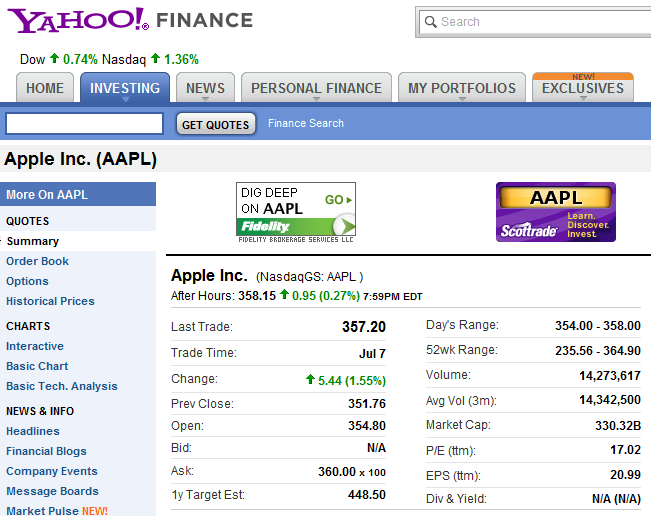 YAHOO!® FINANCE
Search
Dow 0.74% Nasdaq 1.36%
HOME INVESTING NEWS PERSONAL FINANCE MY PORTFOLIOS NEW! EXCLUSIVES
GET QUOTES Finance Search
Apple Inc. (AAPL)
More On AAPL
QUOTES
Summary
Order Book
Options
Historical Prices
CHARTS
Interactive
Basic Chart
Basic Tech. Analysis
NEWS & INFO
Headlines
Financial Blogs
Company Events
Message Boards
Market Pulse NEW!
DIG DEEP
ON AAPL GO
Fidelity
FIDELITY BROKERAGE SERVICES LLC
AAPL
Scottrade Learn.
Discover.
Invest.
Apple Inc. (NasdaqGS: AAPL )
After Hours: 358.15 0.95 (0.27%) 7:59PM EDT
Last Trade: 357.20
Trade Time: Jul 7
Change: 5.44 (1.55%)
Prev Close: 351.76
Open: 354.80
Bid: N/A
Ask: 360.00 x 100
1y Target Est: 448.50
Day's Range: 354.00 - 358.00
52wk Range: 235.56 - 364.90
Volume: 14,273,617
Avg Vol (3m): 14,342,500
Market Cap: 330.32B
P/E (ttm): 17.02
EPS (ttm): 20.99
Div & Yield: N/A (N/A)